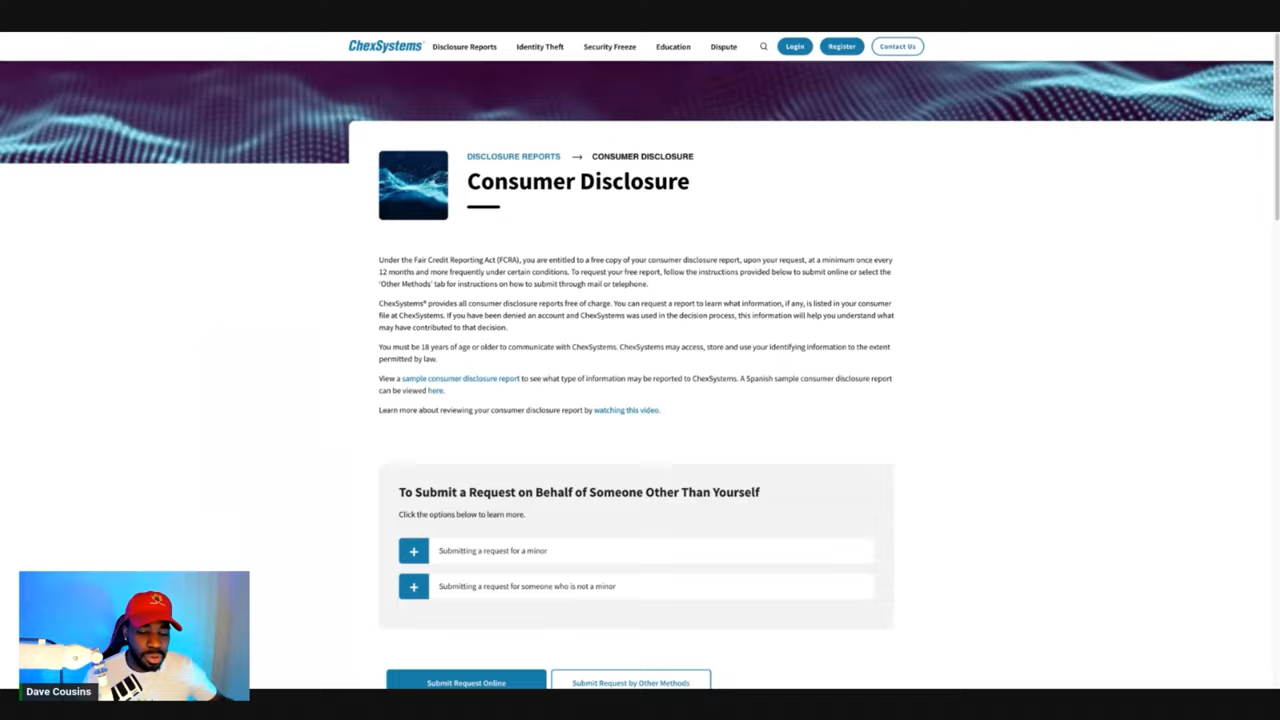 ChexSystems
Disclosure Reports
Identity Theft
Security Freeze
Education
Dispute
Login
Register
Contact Us
DISCLOSURE REPORTS → CONSUMER DISCLOSURE
Consumer Disclosure
Under the Fair Credit Reporting Act (FCRA), you are entitled to a free copy of your consumer disclosure report, upon your request, at a minimum once every
12 months and more frequently under certain conditions. To request your free report, follow the instructions provided below to submit online or select the
'Other Methods' tab for instructions on how to submit through mail or telephone.
ChexSystems® provides all consumer disclosure reports free of charge. You can request a report to learn what information, if any, is listed in your consumer
file at ChexSystems. If you have been denied an account and ChexSystems was used in the decision process, this information will help you understand what
may have contributed to that decision.
You must be 18 years of age or older to communicate with ChexSystems. ChexSystems may access, store and use your identifying information to the extent
permitted by law.
View a sample consumer disclosure report to see what type of information may be reported to ChexSystems. A Spanish sample consumer disclosure report
can be viewed here.
Learn more about reviewing your consumer disclosure report by watching this video.
To Submit a Request on Behalf of Someone Other Than Yourself
Click the options below to learn more.
+ Submitting a request for a minor
+ Submitting a request for someone who is not a minor
Submit Request Online
Submit Request by Other Methods
Dave Cousins